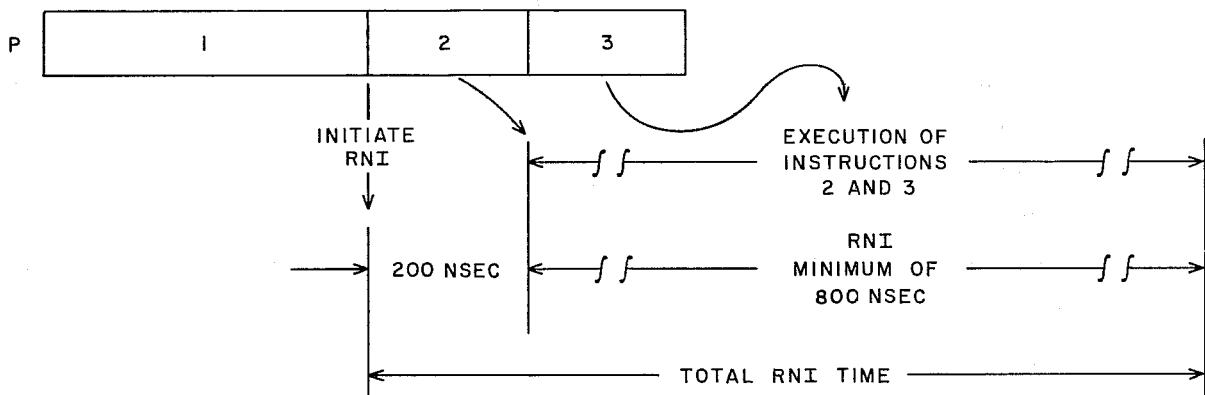 P 1 2 3
INITIATE
RNI
EXECUTION OF
INSTRUCTIONS
2 AND 3
200 NSEC
RNI
MINIMUM OF
800 NSEC
TOTAL RNI TIME